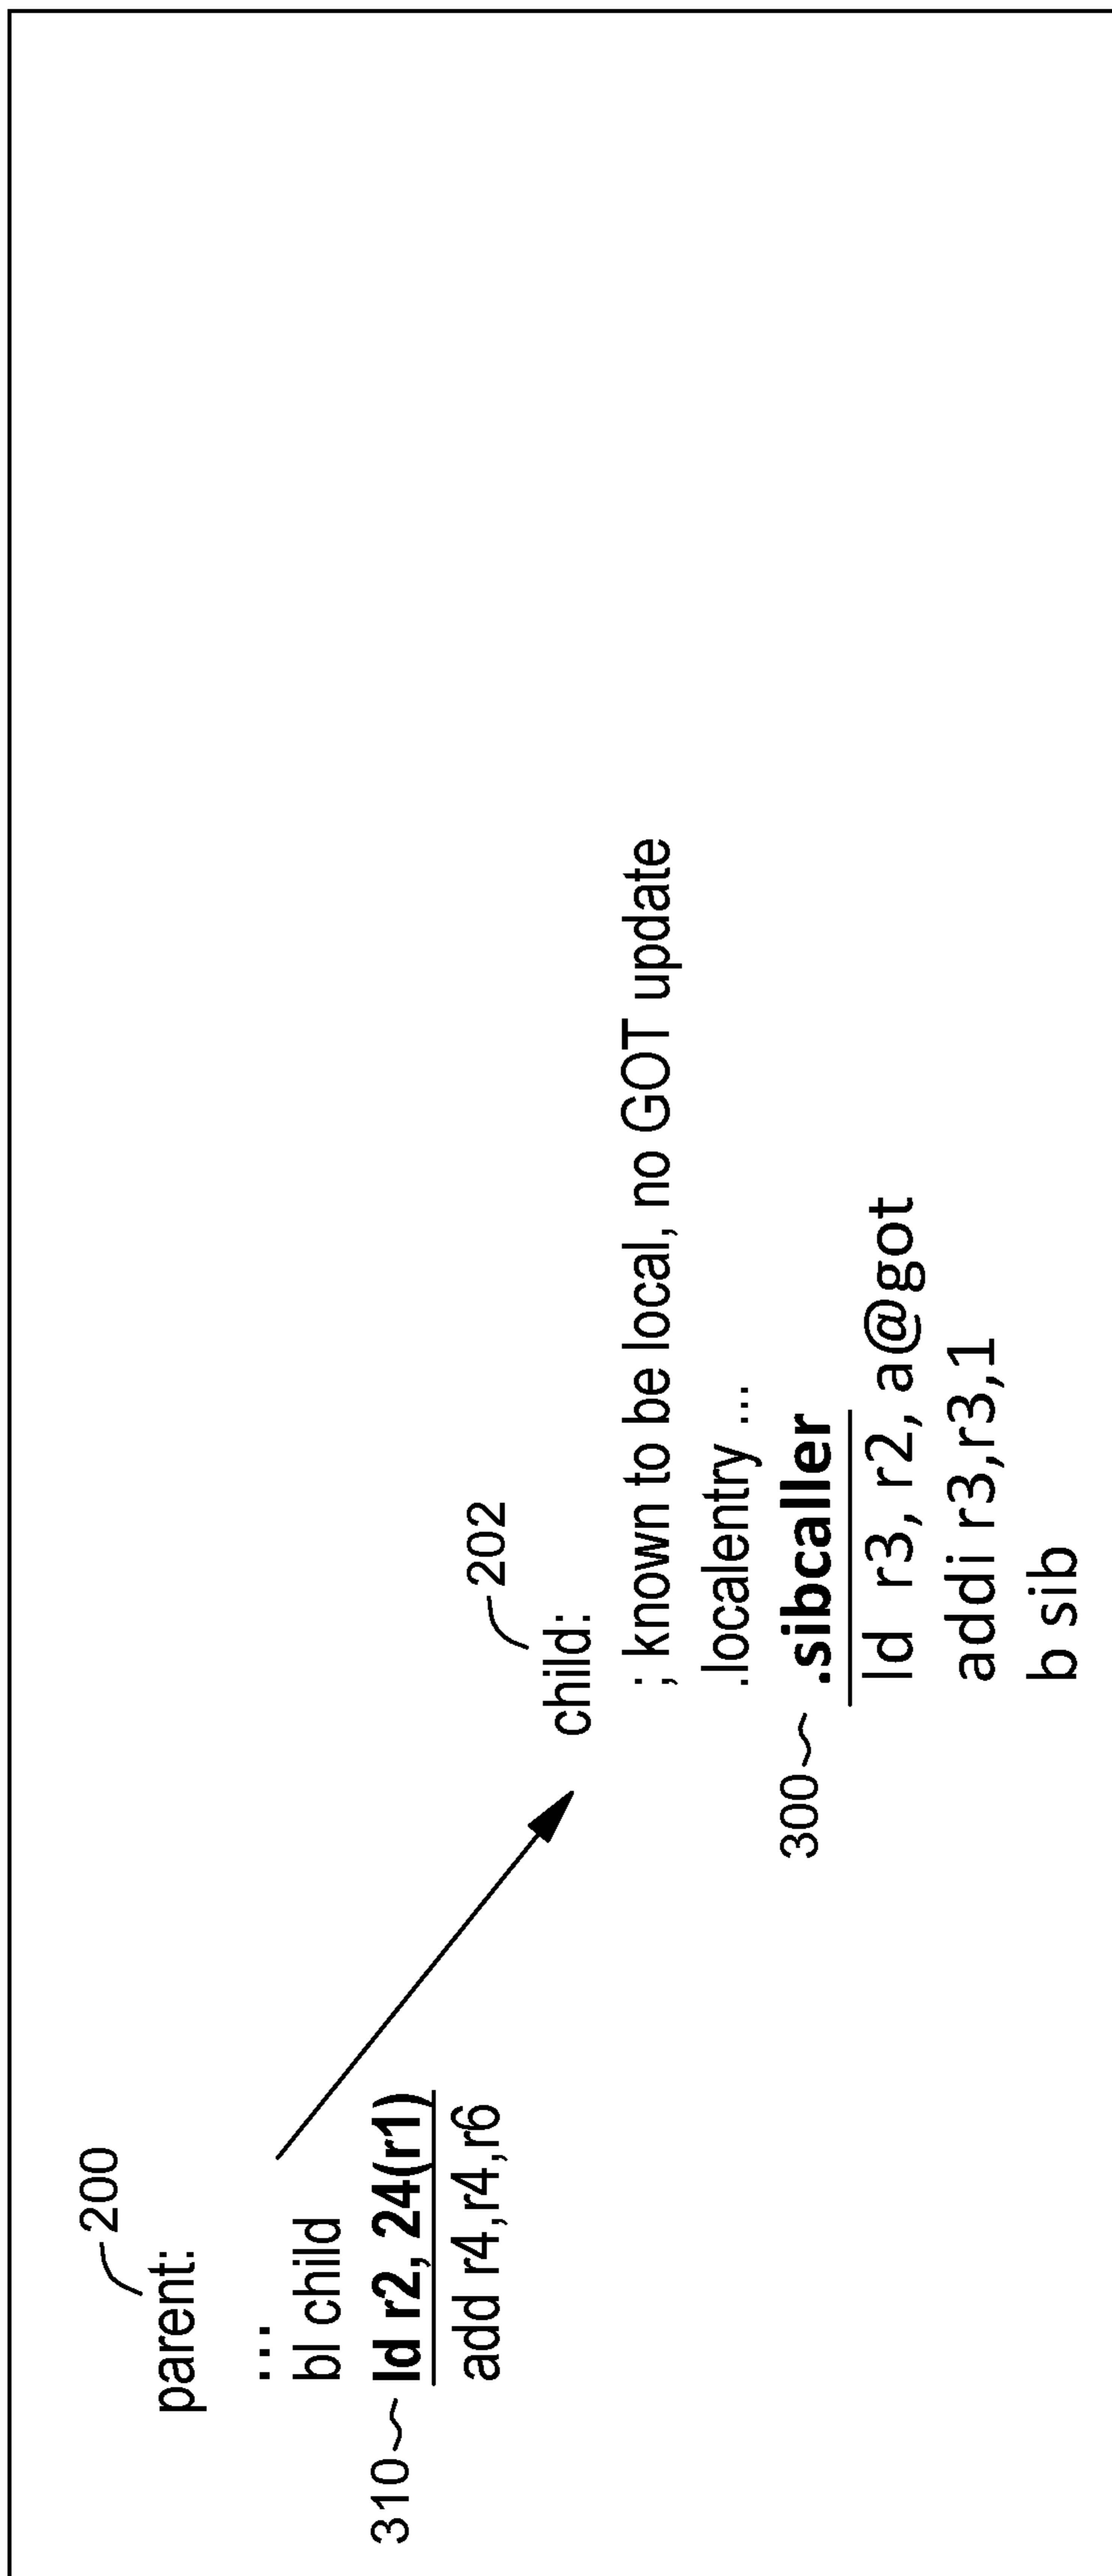 200
parent:
...
bl child
310 ld r2, 24(r1)
add r4,r4,r6
202
child:
; known to be local, no GOT update
.localentry ...
300 .sibcaller
ld r3, r2, a@got
addi r3,r3,1
b sib